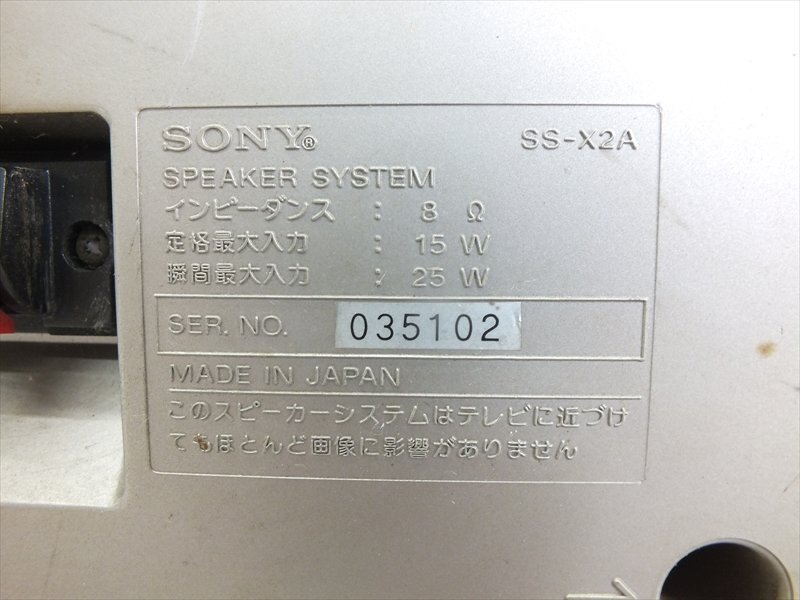 SONY® SS-X2A
SPEAKER SYSTEM
インピーダンス : 8 Ω
定格最大入力 : 15 W
瞬間最大入力 : 25 W
SER. NO. 035102
MADE IN JAPAN
このスピーカーシステムはテレビに近づけ
てもほとんど画像に影響がありません